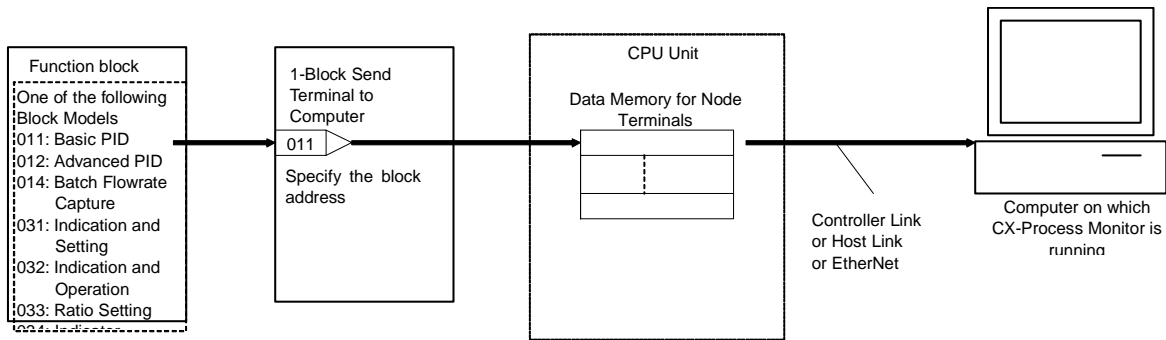 Function block
One of the following
Block Models
011: Basic PID
012: Advanced PID
014: Batch Flowrate
Capture
031: Indication and
Setting
032: Indication and
Operation
033: Ratio Setting
034: Indicator
1-Block Send
Terminal to
Computer
011
Specify the block
address
CPU Unit
Data Memory for Node
Terminals
Controller Link
or Host Link
or EtherNet
Computer on which
CX-Process Monitor is
running